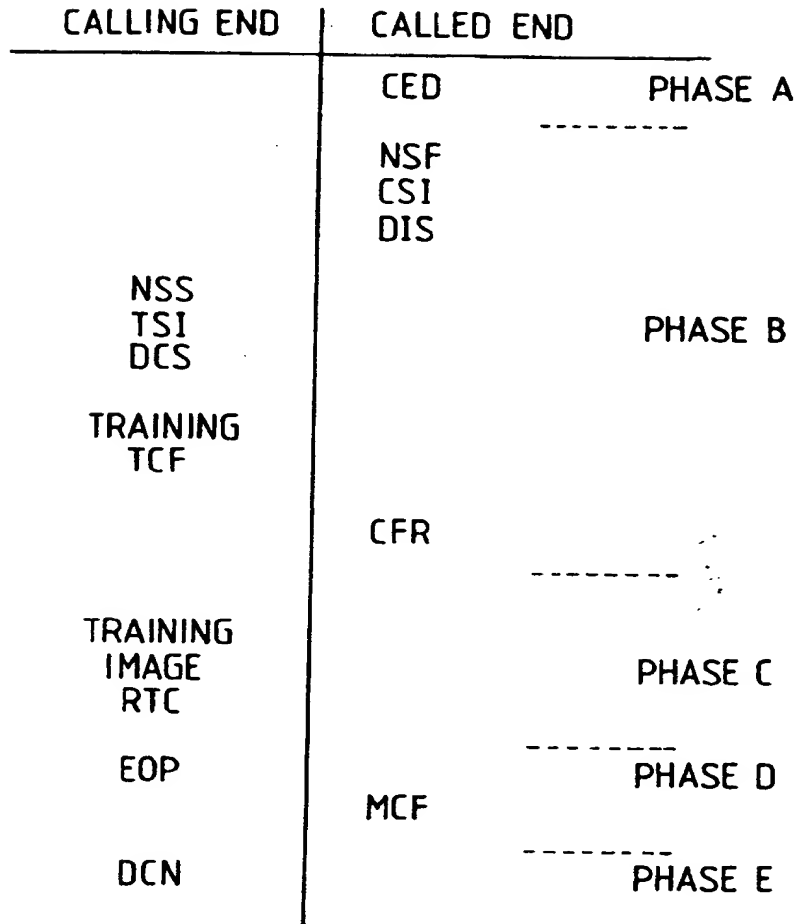 CALLING END CALLED END
CED PHASE A
NSF
CSI
DIS
NSS
TSI PHASE B
DCS
TRAINING
TCF
CFR
TRAINING
IMAGE PHASE C
RTC
EOP PHASE D
MCF
DCN PHASE E